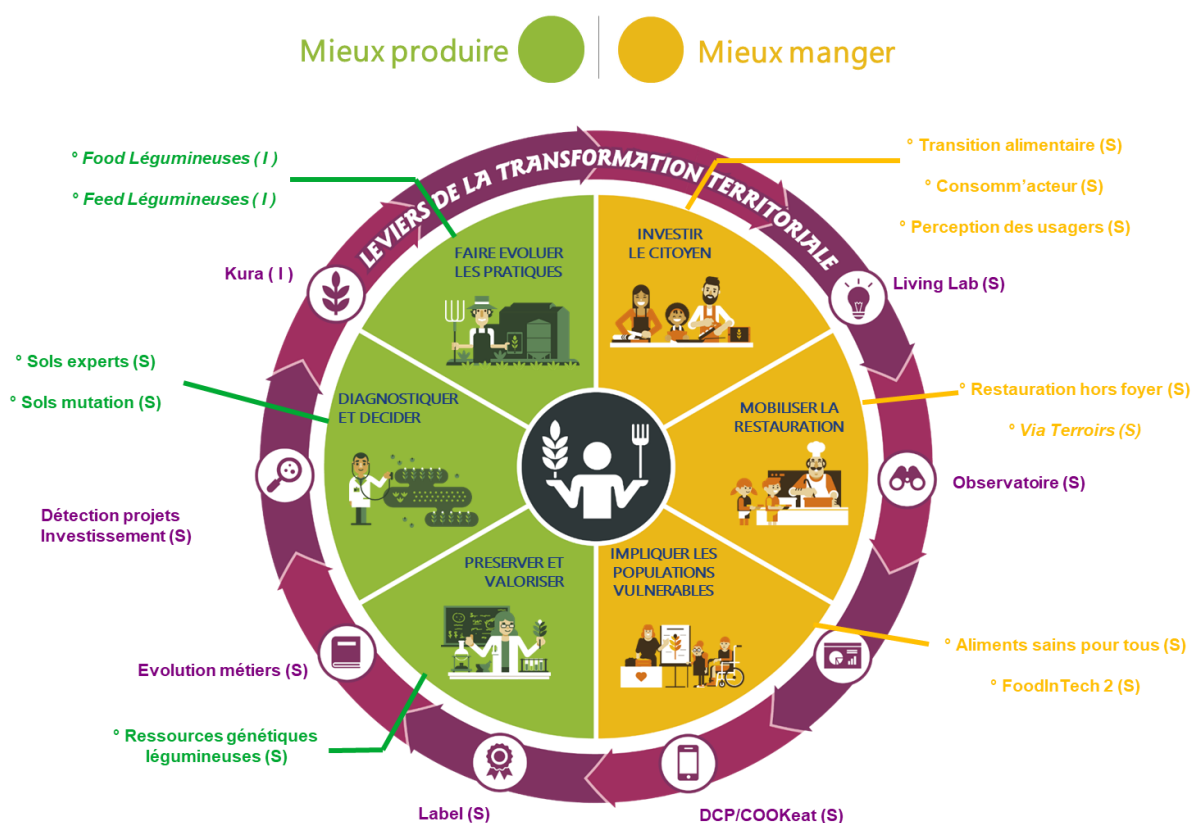 Mieux produire
Mieux manger
LEVIERS DE LA TRANSFORMATION TERRITORIALE
° Food Légumineuses ( I )
° Feed Légumineuses ( I )
° Transition alimentaire (S)
° Consomm’acteur (S)
° Perception des usagers (S)
FAIRE EVOLUER
LES PRATIQUES
INVESTIR
LE CITOYEN
Kura ( I )
Living Lab (S)
° Sols experts (S)
° Sols mutation (S)
DIAGNOSTIQUER
ET DECIDER
MOBILISER LA
RESTAURATION
° Restauration hors foyer (S)
° Via Terroirs (S)
Détection projets
Investissement (S)
Observatoire (S)
PRESERVER ET
VALORISER
IMPLIQUER LES
POPULATIONS
VULNERABLES
Evolution métiers (S)
° Aliments sains pour tous (S)
° FoodInTech 2 (S)
° Ressources génétiques
légumineuses (S)
Label (S)
DCP/COOKeat (S)